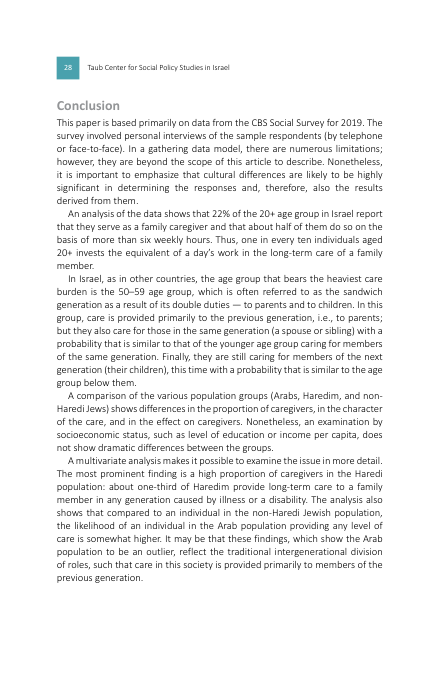 28
Taub Center for Social Policy Studies in Israel
Conclusion
This paper is based primarily on data from the CBS Social Survey for 2019. The
survey involved personal interviews of the sample respondents (by telephone
or face-to-face). In a gathering data model, there are numerous limitations;
however, they are beyond the scope of this article to describe. Nonetheless,
it is important to emphasize that cultural differences are likely to be highly
significant in determining the responses and, therefore, also the results
derived from them.
An analysis of the data shows that 22% of the 20+ age group in Israel report
that they serve as a family caregiver and that about half of them do so on the
basis of more than six weekly hours. Thus, one in every ten individuals aged
20+ invests the equivalent of a day's work in the long-term care of a family
member.
In Israel, as in other countries, the age group that bears the heaviest care
burden is the 50–59 age group, which is often referred to as the sandwich
generation as a result of its double duties — to parents and to children. In this
group, care is provided primarily to the previous generation, i.e., to parents;
but they also care for those in the same generation (a spouse or sibling) with a
probability that is similar to that of the younger age group caring for members
of the same generation. Finally, they are still caring for members of the next
generation (their children), this time with a probability that is similar to the age
group below them.
A comparison of the various population groups (Arabs, Haredim, and non-
Haredi Jews) shows differences in the proportion of caregivers, in the character
of the care, and in the effect on caregivers. Nonetheless, an examination by
socioeconomic status, such as level of education or income per capita, does
not show dramatic differences between the groups.
A multivariate analysis makes it possible to examine the issue in more detail.
The most prominent finding is a high proportion of caregivers in the Haredi
population: about one-third of Haredim provide long-term care to a family
member in any generation caused by illness or a disability. The analysis also
shows that compared to an individual in the non-Haredi Jewish population,
the likelihood of an individual in the Arab population providing any level of
care is somewhat higher. It may be that these findings, which show the Arab
population to be an outlier, reflect the traditional intergenerational division
of roles, such that care in this society is provided primarily to members of the
previous generation.